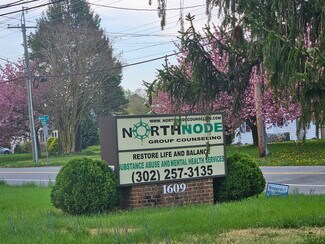 WWW.NORTHNODECOUNSELING.COM
NORTHNODE
GROUP COUNSELING
RESTORE LIFE AND BALANCE
SUBSTANCE ABUSE AND MENTAL HEALTH SERVICES
(302) 257-3135
1609